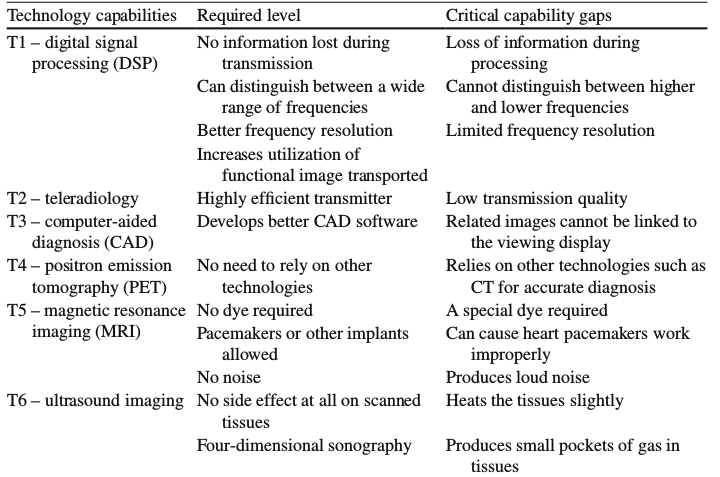 Technology capabilities Required level Critical capability gaps
T1 – digital signal No information lost during Loss of information during
processing (DSP) transmission processing
Can distinguish between a wide Cannot distinguish between higher
range of frequencies and lower frequencies
Better frequency resolution Limited frequency resolution
Increases utilization of
functional image transported
T2 – teleradiology Highly efficient transmitter Low transmission quality
T3 – computer-aided Develops better CAD software Related images cannot be linked to
diagnosis (CAD) the viewing display
T4 – positron emission No need to rely on other Relies on other technologies such as
tomography (PET) technologies CT for accurate diagnosis
T5 – magnetic resonance No dye required A special dye required
imaging (MRI) Pacemakers or other implants Can cause heart pacemakers work
allowed improperly
No noise Produces loud noise
T6 – ultrasound imaging No side effect at all on scanned Heats the tissues slightly
tissues
Four-dimensional sonography Produces small pockets of gas in
tissues